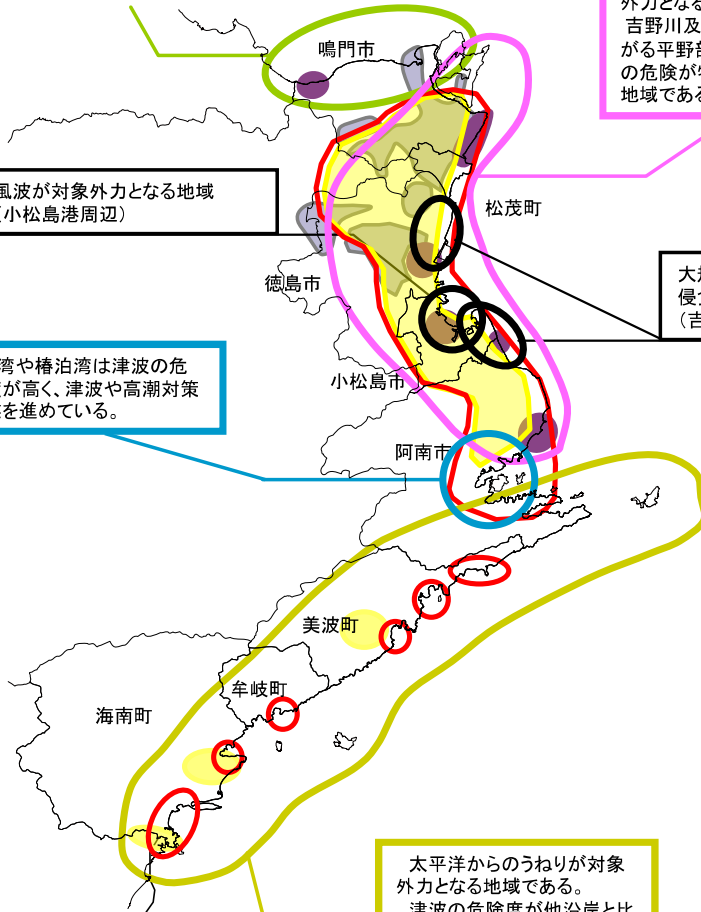 外力となる
吉野川及
がる平野部
の危険が
地域である
鳴門市
風波が対象外力となる地域
（小松島港周辺）
松茂町
徳島市
侵
（吉
湾や椿泊湾は津波の危
が高く、津波や高潮対策
を進めている。
小松島市
阿南市
美波町
牟岐町
海南町
太平洋からのうねりが対象
外力となる地域である。
津波の危険度が他沿岸と比